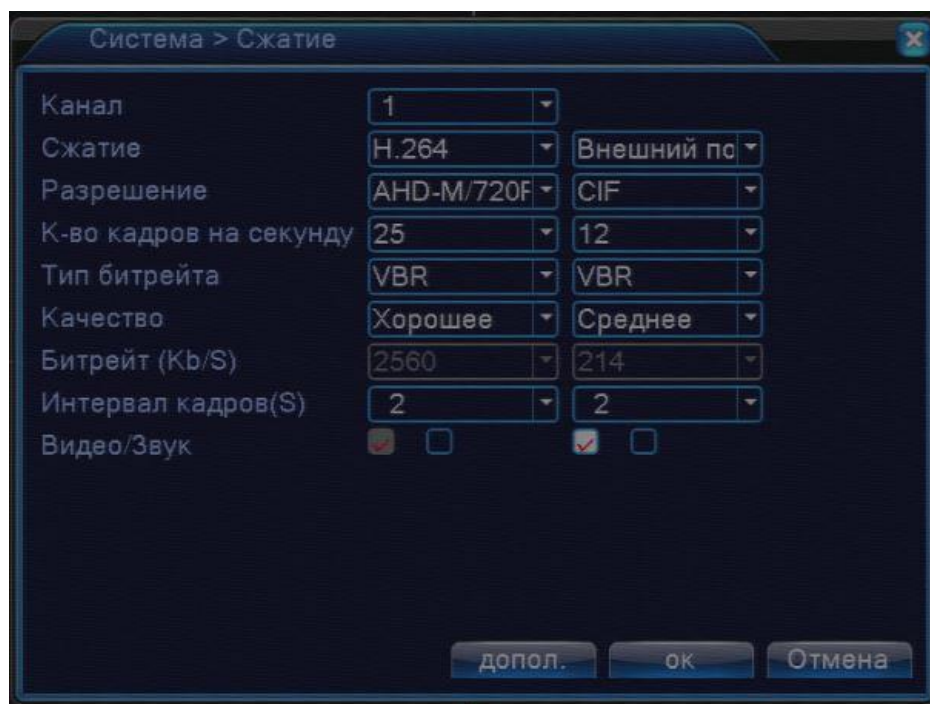 Система > Сжатие
Канал 1
Сжатие H.264 Внешний по
Разрешение AHD-M/720P CIF
К-во кадров на секунду 25 12
Тип битрейта VBR VBR
Качество Хорошее Среднее
Битрейт (Kb/S) 2560 214
Интервал кадров(S) 2 2
Видео/Звук
допол. ок Отмена